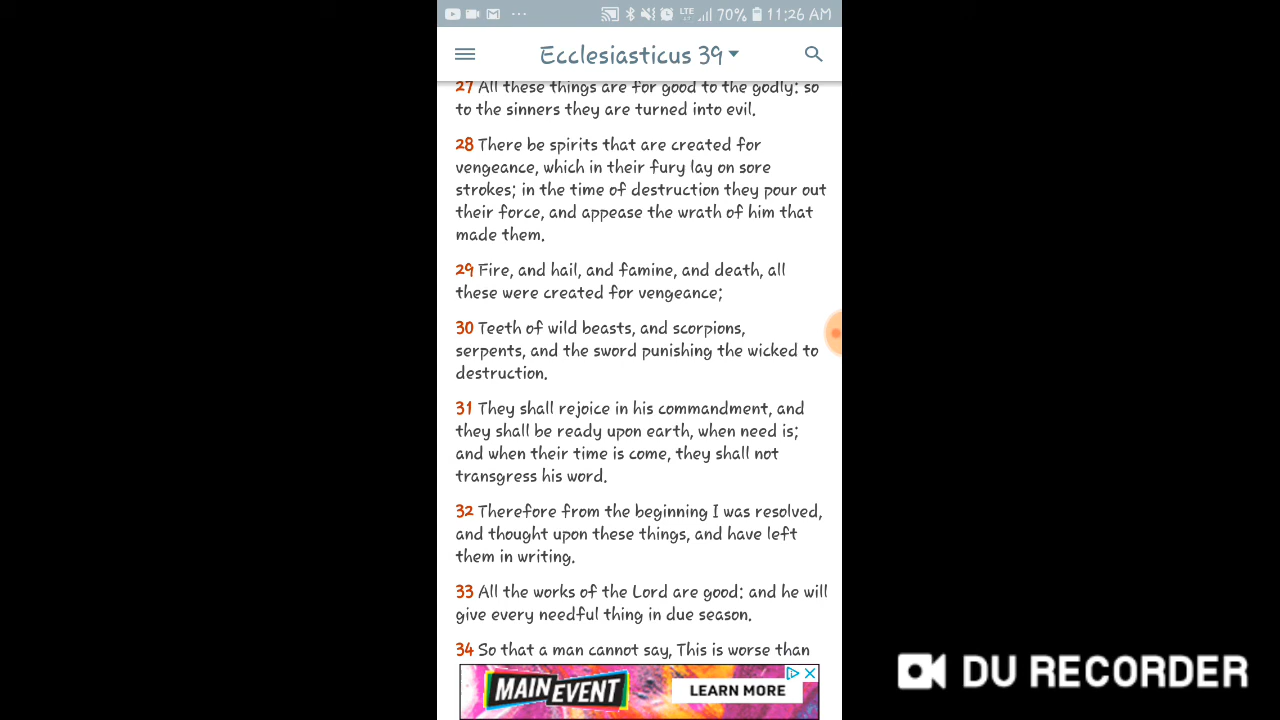 70% 11:26 AM
LTE
Ecclesiasticus 39
27 All these things are for good to the godly: so
to the sinners they are turned into evil.
28 There be spirits that are created for
vengeance, which in their fury lay on sore
strokes; in the time of destruction they pour out
their force, and appease the wrath of him that
made them.
29 Fire, and hail, and famine, and death, all
these were created for vengeance;
30 Teeth of wild beasts, and scorpions,
serpents, and the sword punishing the wicked to
destruction.
31 They shall rejoice in his commandment, and
they shall be ready upon earth, when need is;
and when their time is come, they shall not
transgress his word.
32 Therefore from the beginning I was resolved,
and thought upon these things, and have left
them in writing.
33 All the works of the Lord are good: and he will
give every needful thing in due season.
34 So that a man cannot say, This is worse than
MAIN EVENT
LEARN MORE
DU RECORDER